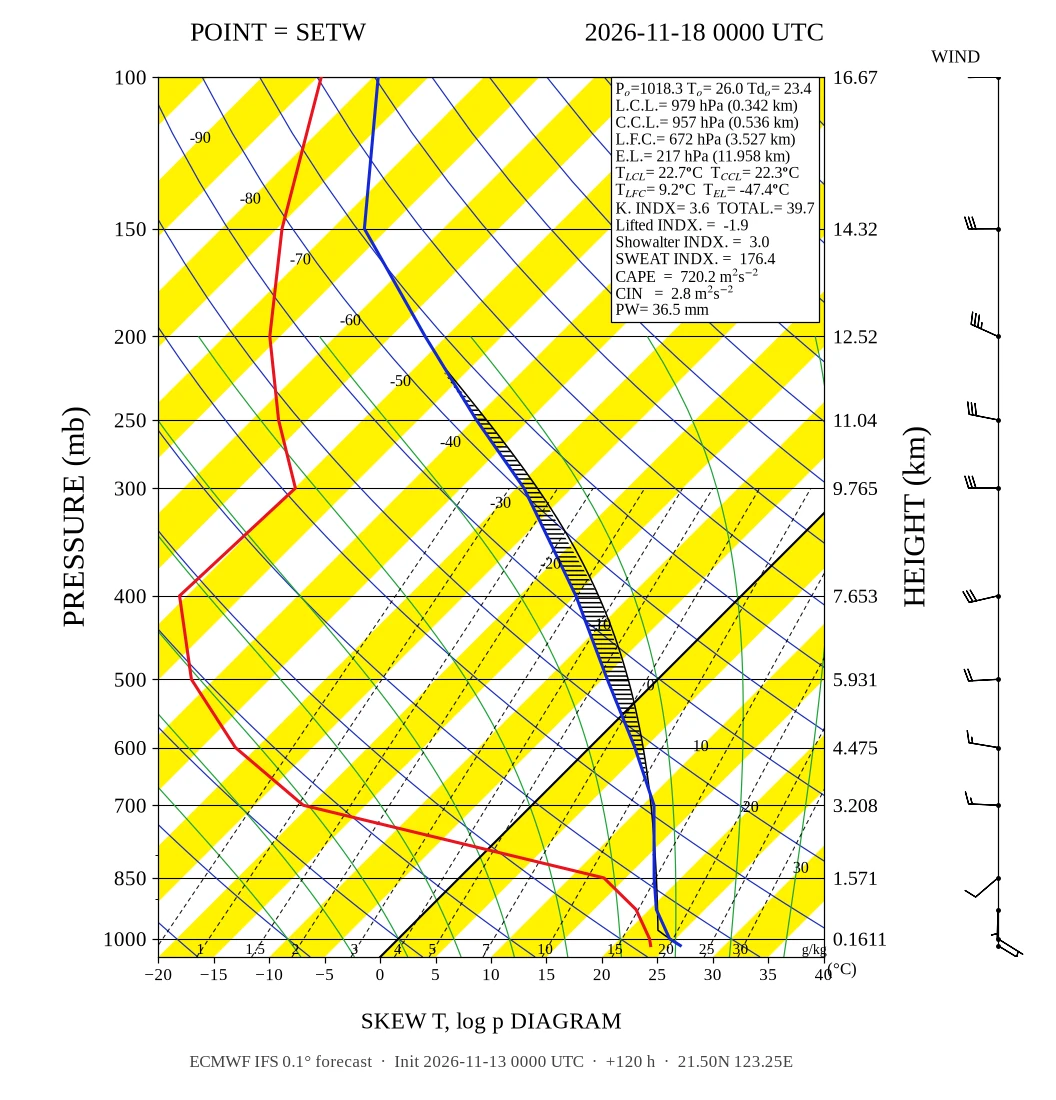 POINT = SETW 2026-11-18 0000 UTC
WIND
100 16.67
Pₒ=1018.3 Tₒ= 26.0 Tdₒ= 23.4
L.C.L.= 979 hPa (0.342 km)
C.C.L.= 957 hPa (0.536 km)
L.F.C.= 672 hPa (3.527 km)
E.L.= 217 hPa (11.958 km)
T_LCL= 22.7°C T_CCL= 22.3°C
T_LFC= 9.2°C T_EL= -47.4°C
K. INDX= 3.6 TOTAL.= 39.7
Lifted INDX. = -1.9
Showalter INDX. = 3.0
SWEAT INDX. = 176.4
CAPE = 720.2 m²s⁻²
CIN = 2.8 m²s⁻²
PW= 36.5 mm
-90
-80
150 14.32
-70
-60
200 12.52
-50
250 11.04
-40
300 9.765
-30
-20
400 7.653
-10
500 5.931
0
600 4.475
10
700 3.208
20
850 1.571
30
1000 0.1611
1 1.5 2 3 4 5 7 10 15 20 25 30 g/kg
−20 −15 −10 −5 0 5 10 15 20 25 30 35 40 (°C)
PRESSURE (mb)
HEIGHT (km)
SKEW T, log p DIAGRAM
ECMWF IFS 0.1° forecast · Init 2026-11-13 0000 UTC · +120 h · 21.50N 123.25E